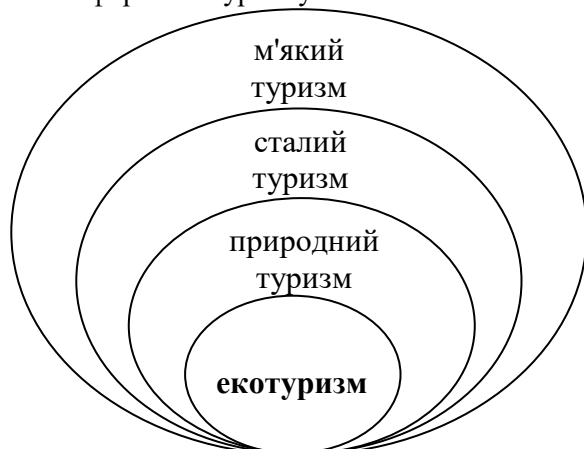 м'який
туризм
сталий
туризм
природний
туризм
екотуризм